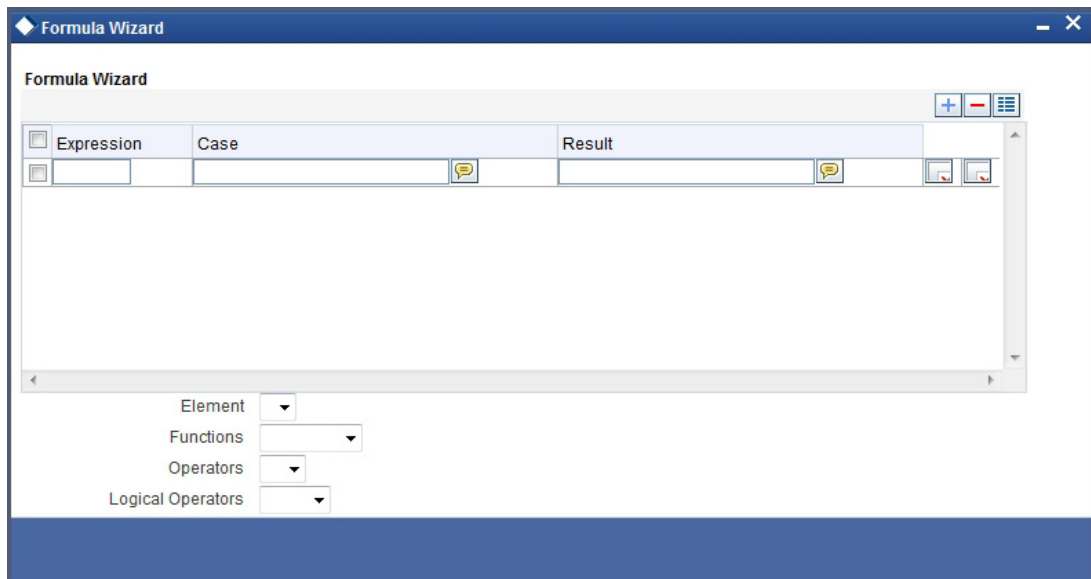 Formula Wizard
Formula Wizard
Expression Case Result
Element
Functions
Operators
Logical Operators